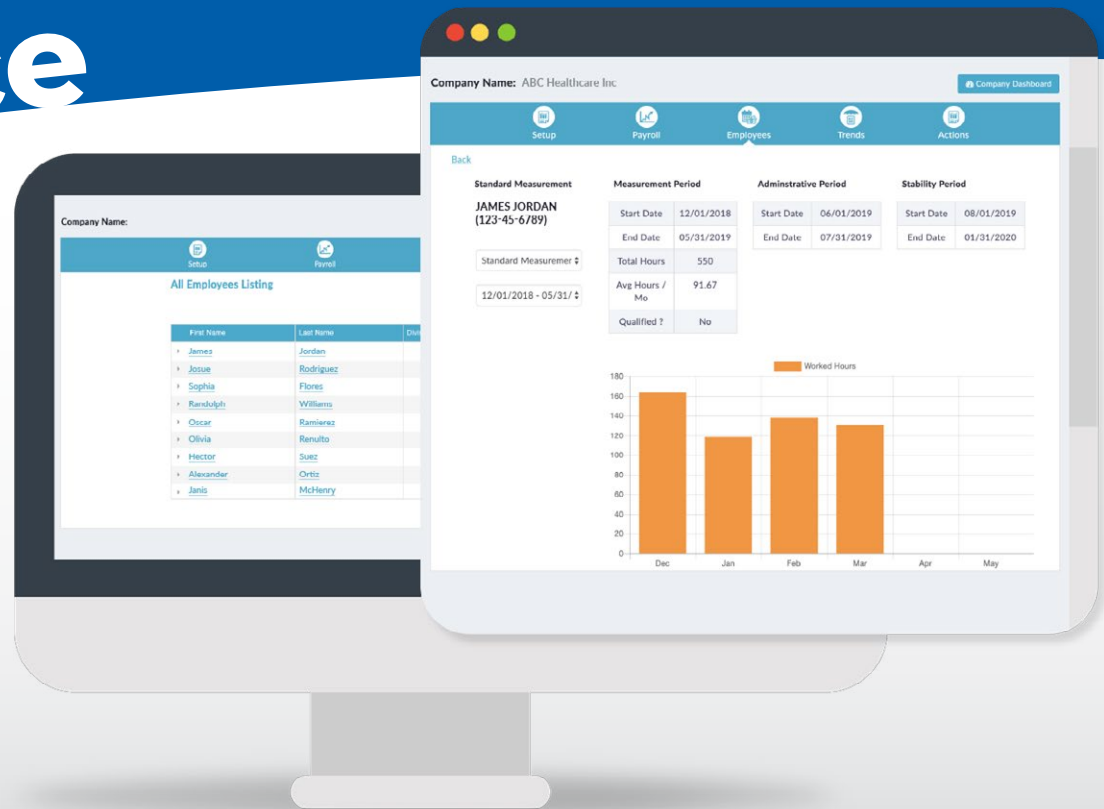 ce
Company Name: ABC Healthcare Inc
Company Dashboard
Setup Payroll Employees Trends Actions
Back
Standard Measurement Measurement Period Adminstrative Period Stability Period
JAMES JORDAN
(123-45-6789)
Start Date 12/01/2018 Start Date 06/01/2019 Start Date 08/01/2019
End Date 05/31/2019 End Date 07/31/2019 End Date 01/31/2020
Standard Measuremer
Total Hours 550
12/01/2018 - 05/31/
Avg Hours /
Mo
91.67
Qualified ? No
Worked Hours
180
160
140
120
100
80
60
40
20
0
Dec Jan Feb Mar Apr May
Company Name:
Setup Payroll
All Employees Listing
First Name Last Name Divi
James Jordan
Josue Rodriguez
Sophia Flores
Randolph Williams
Oscar Ramierez
Olivia Renulto
Hector Suez
Alexander Ortiz
Janis McHenry